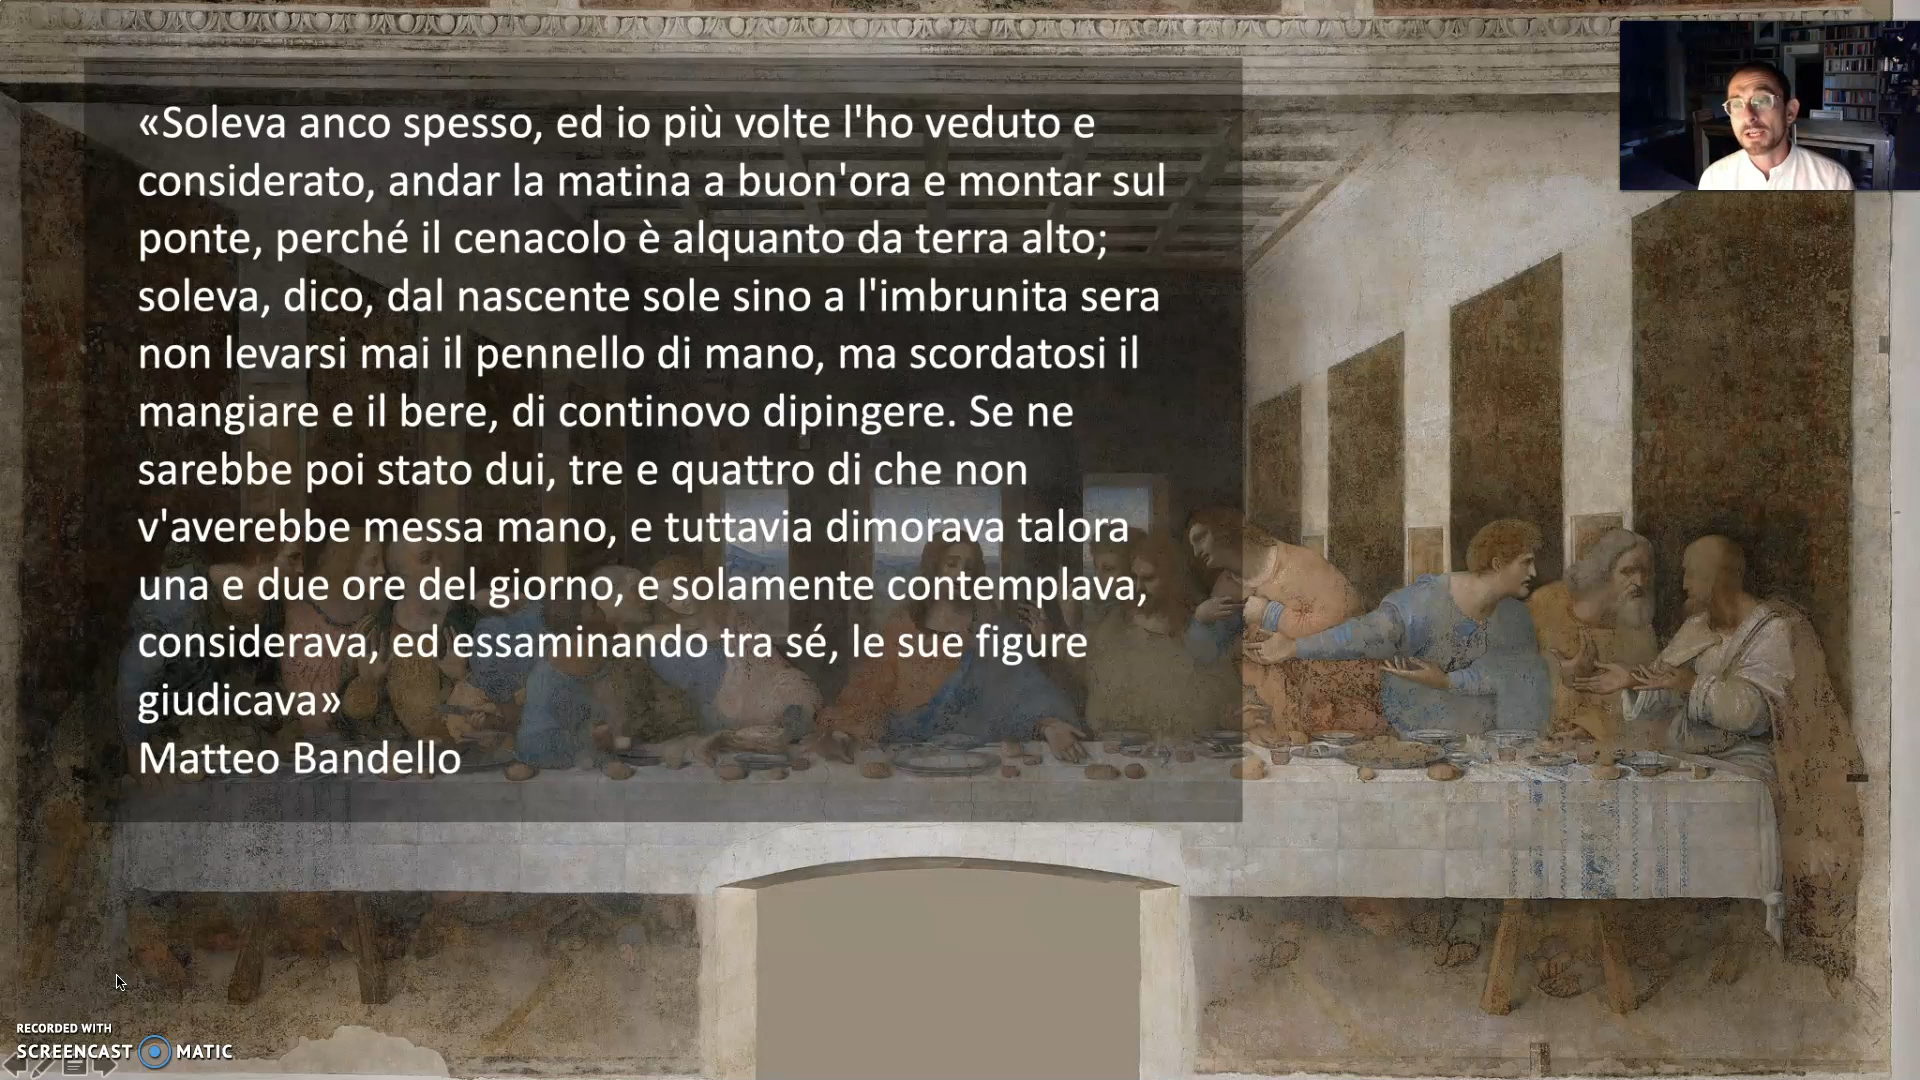 «Soleva anco spesso, ed io più volte l'ho veduto e
considerato, andar la matina a buon'ora e montar sul
ponte, perché il cenacolo è alquanto da terra alto;
soleva, dico, dal nascente sole sino a l'imbrunita sera
non levarsi mai il pennello di mano, ma scordatosi il
mangiare e il bere, di continovo dipingere. Se ne
sarebbe poi stato dui, tre e quattro di che non
v'averebbe messa mano, e tuttavia dimorava talora
una e due ore del giorno, e solamente contemplava,
considerava, ed essaminando tra sé, le sue figure
giudicava»
Matteo Bandello
RECORDED WITH
SCREENCAST MATIC